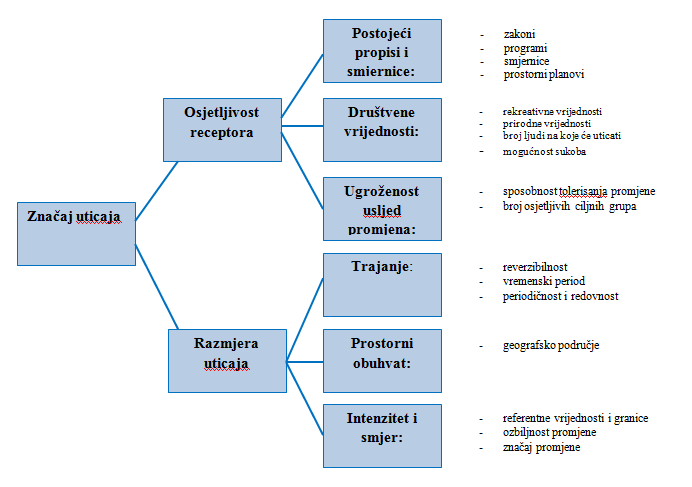 Postojeći
propisi i
smjernice:
- zakoni
- programi
- smjernice
- prostorni planovi
Osjetljivost
receptora
Društvene
vrijednosti:
- rekreativne vrijednosti
- prirodne vrijednosti
- broj ljudi na koje će uticati
- mogućnost sukoba
Ugroženost
usljed
promjena:
- sposobnost tolerisanja promjene
- broj osjetljivih ciljnih grupa
Značaj uticaja
Trajanje:
- reverzibilnost
- vremenski period
- periodičnost i redovnost
Razmjera
uticaja
Prostorni
obuhvat:
- geografsko područje
Intenzitet i
smjer:
- referentne vrijednosti i granice
- ozbiljnost promjene
- značaj promjene